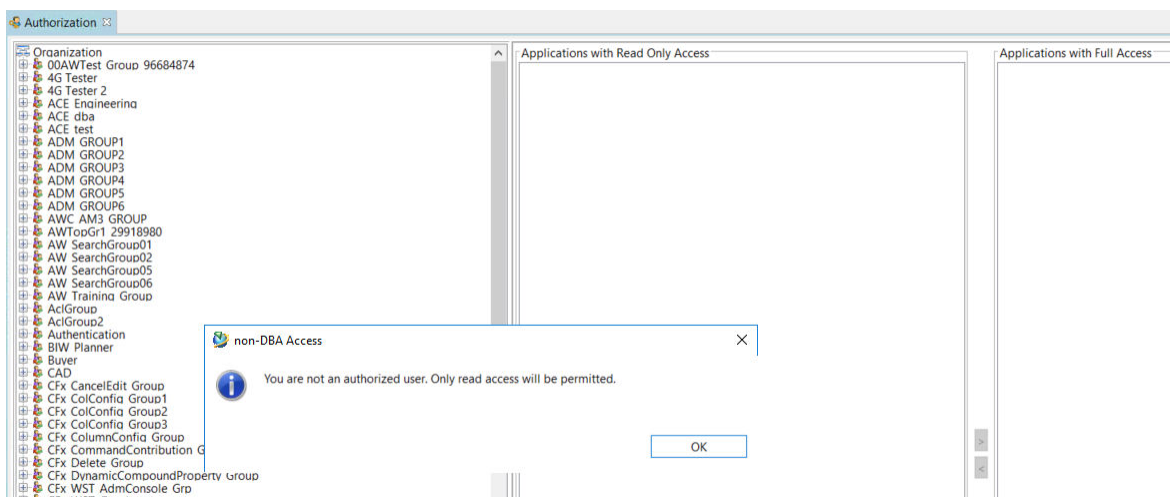 Authorization
Organization
00AWTest Group 96684874
4G Tester
4G Tester 2
ACE Engineering
ACE dba
ACE test
ADM GROUP1
ADM GROUP2
ADM GROUP3
ADM GROUP4
ADM GROUP5
ADM GROUP6
AWC AM3 GROUP
AWTopGr1 29918980
AW SearchGroup01
AW SearchGroup02
AW SearchGroup05
AW SearchGroup06
AW Training Group
AclGroup
AclGroup2
Authentication
BIW Planner
Buyer
CAD
CFx CancelEdit Group
CFx ColConfig Group1
CFx ColConfig Group2
CFx ColConfig Group3
CFx ColumnConfig Group
CFx CommandContribution G
CFx Delete Group
CFx DynamicCompoundProperty Group
CFx WST AdmConsole Grp
Applications with Read Only Access
Applications with Full Access
non-DBA Access
You are not an authorized user. Only read access will be permitted.
OK
>
<